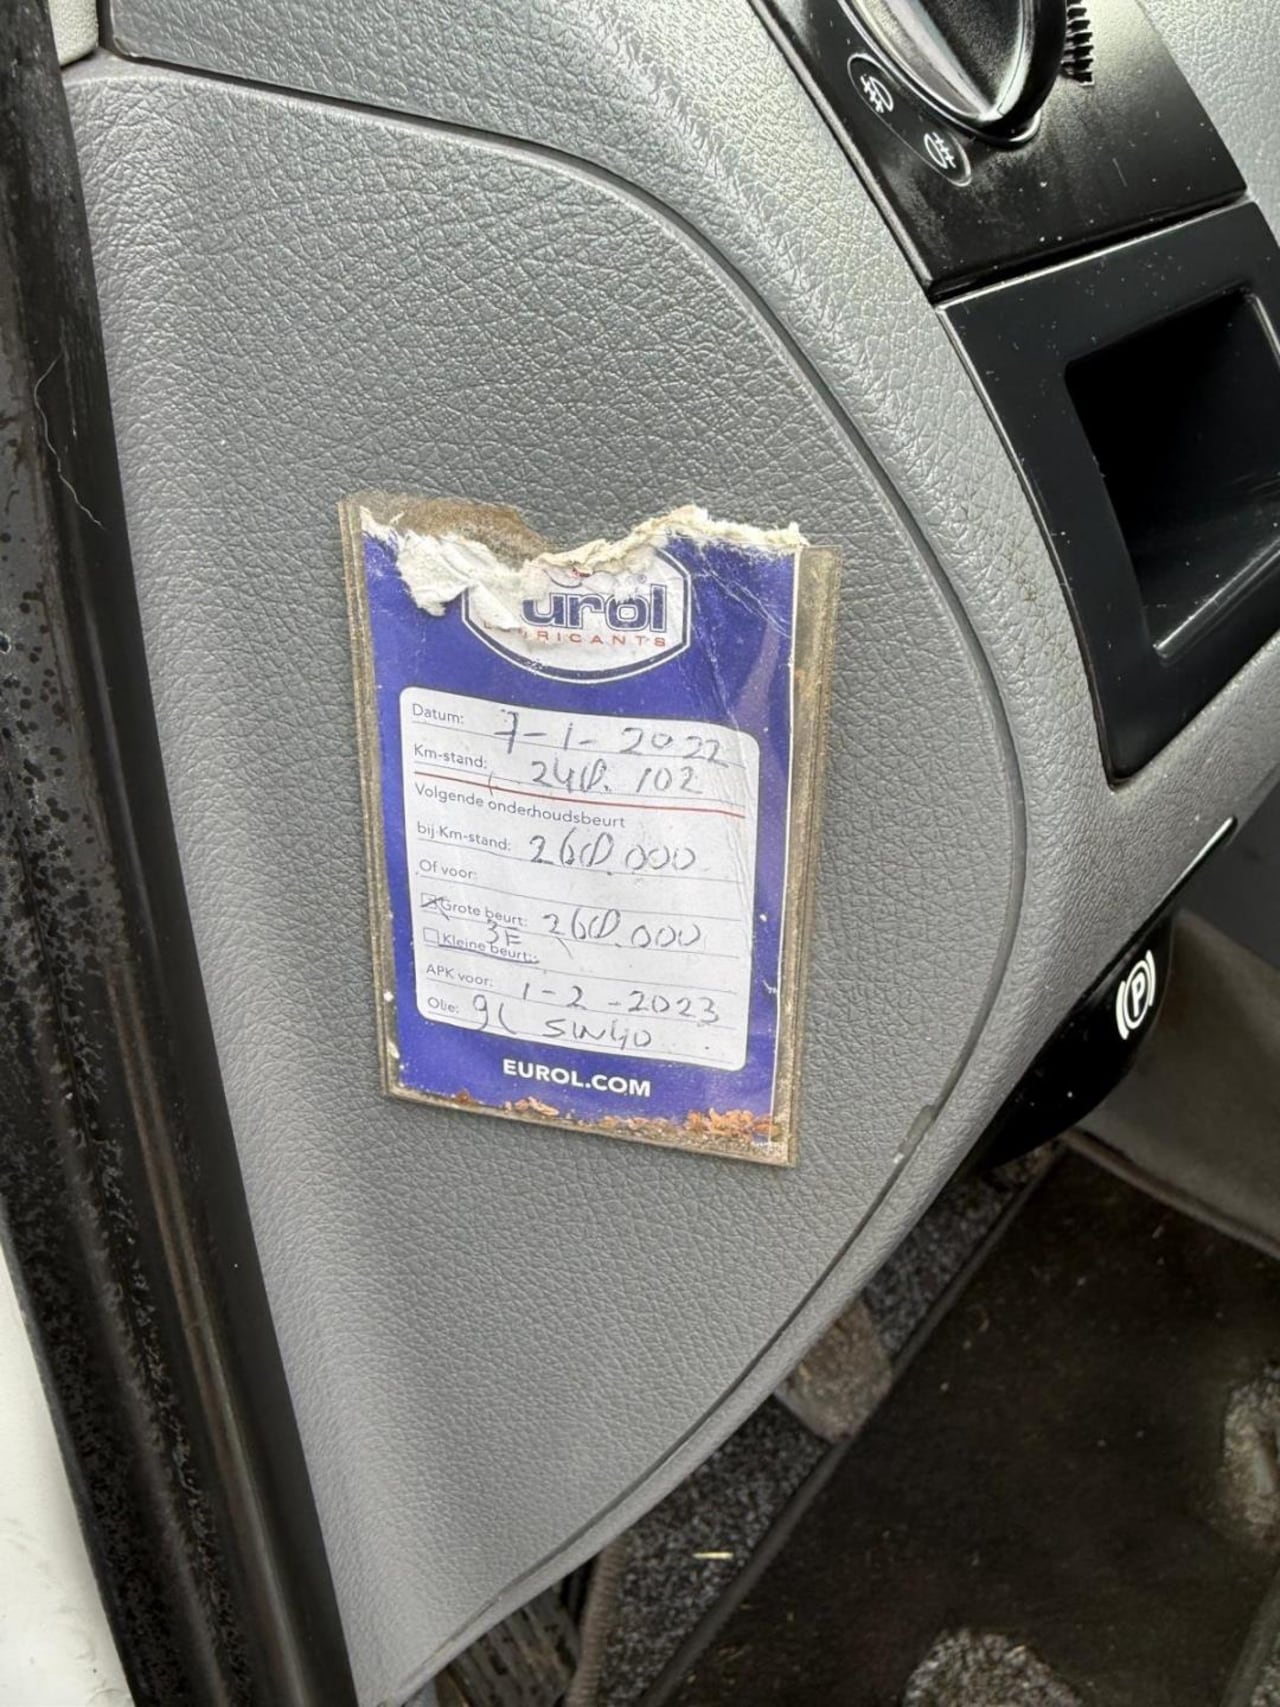 urol
RICANTS
Datum: 7-1-2022
Km-stand: 240.102
Volgende onderhoudsbeurt
bij Km-stand: 260.000
Of voor:
Grote beurt: 260.000
Kleine beurt:
APK voor: 1-2-2023
Olie: 9L 5W40
EUROL.COM
P